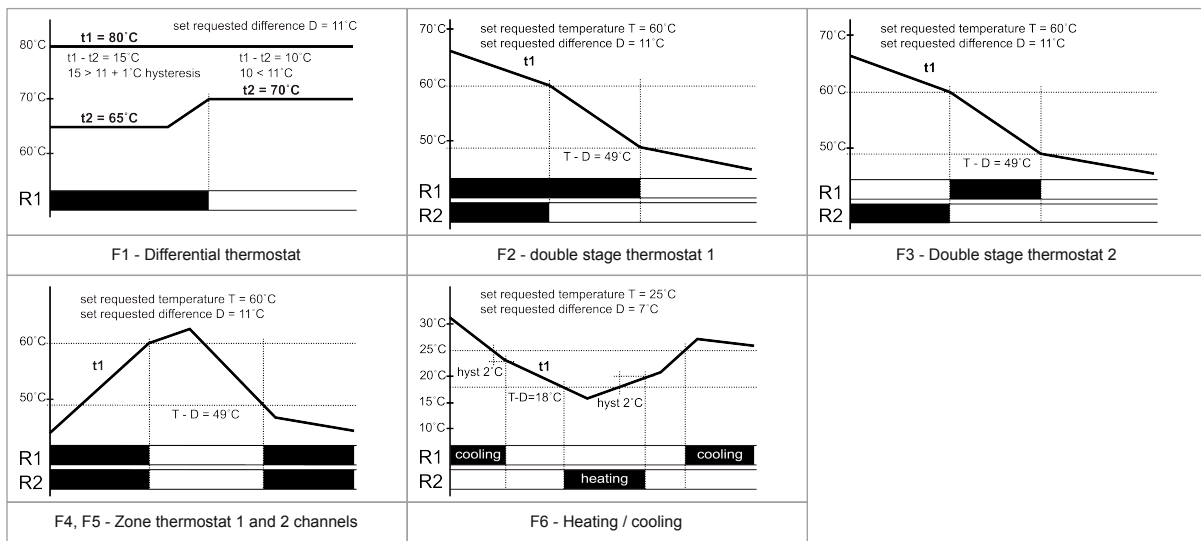 set requested difference D = 11˚C
80˚C
t1 = 80˚C
t1 - t2 = 15˚C
15 > 11 + 1˚C hysteresis
t1 - t2 = 10˚C
10 < 11˚C
t2 = 70˚C
70˚C
t2 = 65˚C
60˚C
R1
F1 - Differential thermostat
70˚C
set requested temperature T = 60˚C
set requested difference D = 11˚C
t1
60˚C
50˚C
T - D = 49˚C
R1
R2
F2 - double stage thermostat 1
70˚C
set requested temperature T = 60˚C
set requested difference D = 11˚C
t1
60˚C
50˚C
T - D = 49˚C
R1
R2
F3 - Double stage thermostat 2
set requested temperature T = 60˚C
set requested difference D = 11˚C
60˚C
t1
50˚C
T - D = 49˚C
R1
R2
F4, F5 - Zone thermostat 1 and 2 channels
set requested temperature T = 25˚C
set requested difference D = 7˚C
30˚C
25˚C
hyst 2˚C
t1
20˚C
T-D=18˚C
hyst 2˚C
15˚C
10˚C
R1
cooling
cooling
R2
heating
F6 - Heating / cooling